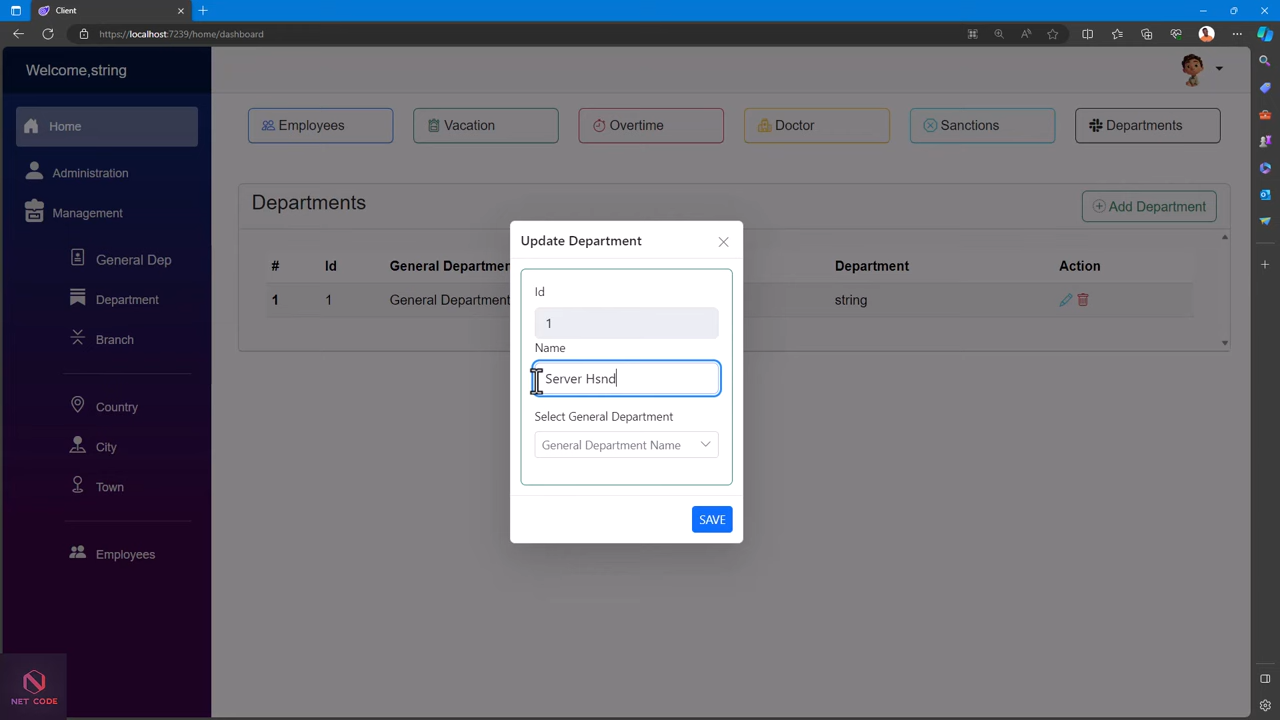 Client
https://localhost:7239/home/dashboard
Welcome,string
Home
Administration
Management
General Dep
Department
Branch
Country
City
Town
Employees
NET CODE
Employees
Vacation
Overtime
Doctor
Sanctions
Departments
Departments
Add Department
# Id General Departmen Department Action
1 1 General Department string
Update Department
Id
1
Name
Server Hsnd
Select General Department
General Department Name
SAVE